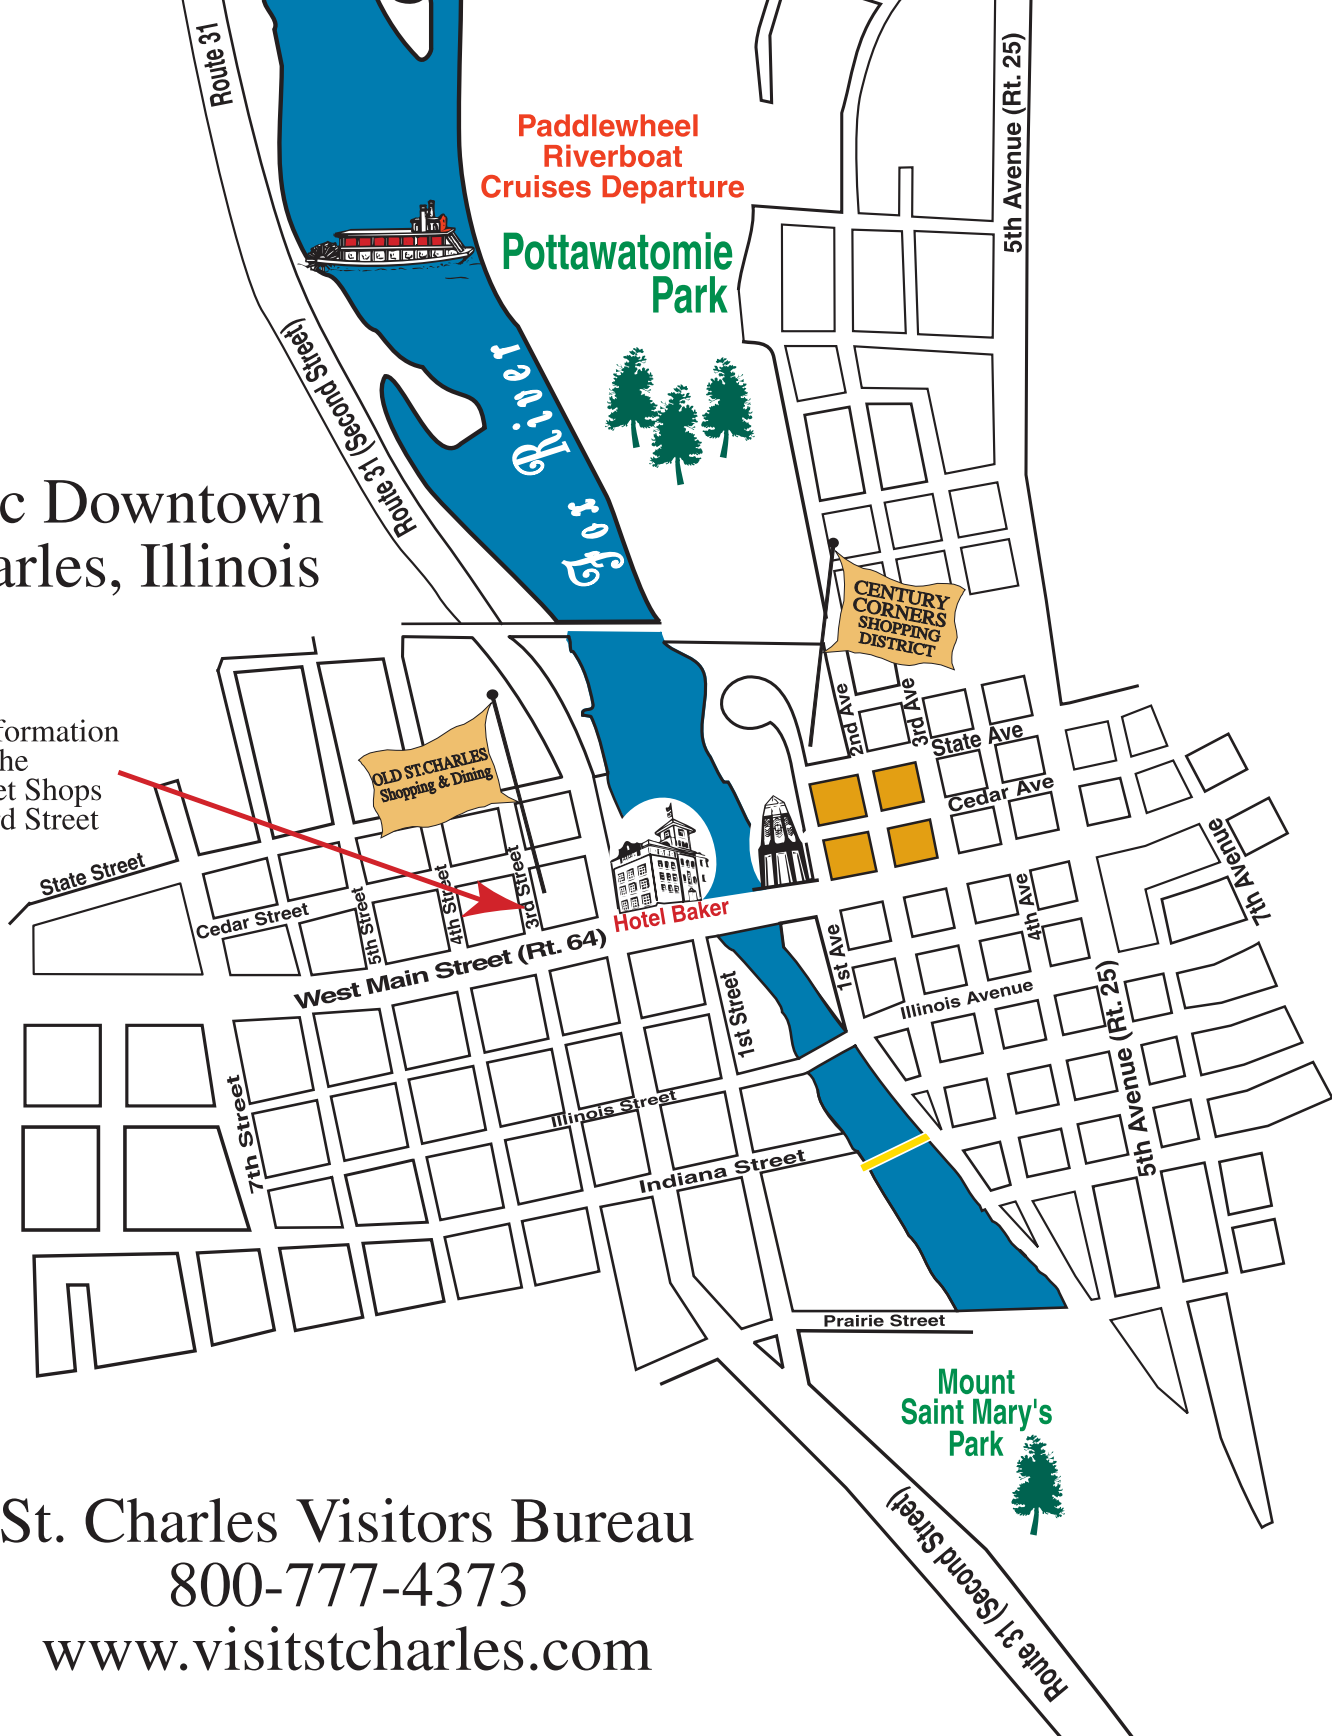 Route 31
5th Avenue (Rt. 25)
Paddlewheel
Riverboat
Cruises Departure
Pottawatomie
Park
Route 31 (Second Street)
Fox River
c Downtown
arles, Illinois
CENTURY
CORNERS
SHOPPING
DISTRICT
formation
he
et Shops
d Street
OLD ST.CHARLES
Shopping & Dining
2nd Ave
3rd Ave
State Ave
Cedar Ave
7th Avenue
State Street
Cedar Street
5th Street
4th Street
3rd Street
Hotel Baker
West Main Street (Rt. 64)
1st Street
1st Ave
4th Ave
Illinois Avenue
5th Avenue (Rt. 25)
7th Street
Illinois Street
Indiana Street
Prairie Street
Mount
Saint Mary's
Park
Route 31 (Second Street)
St. Charles Visitors Bureau
800-777-4373
www.visitstcharles.com